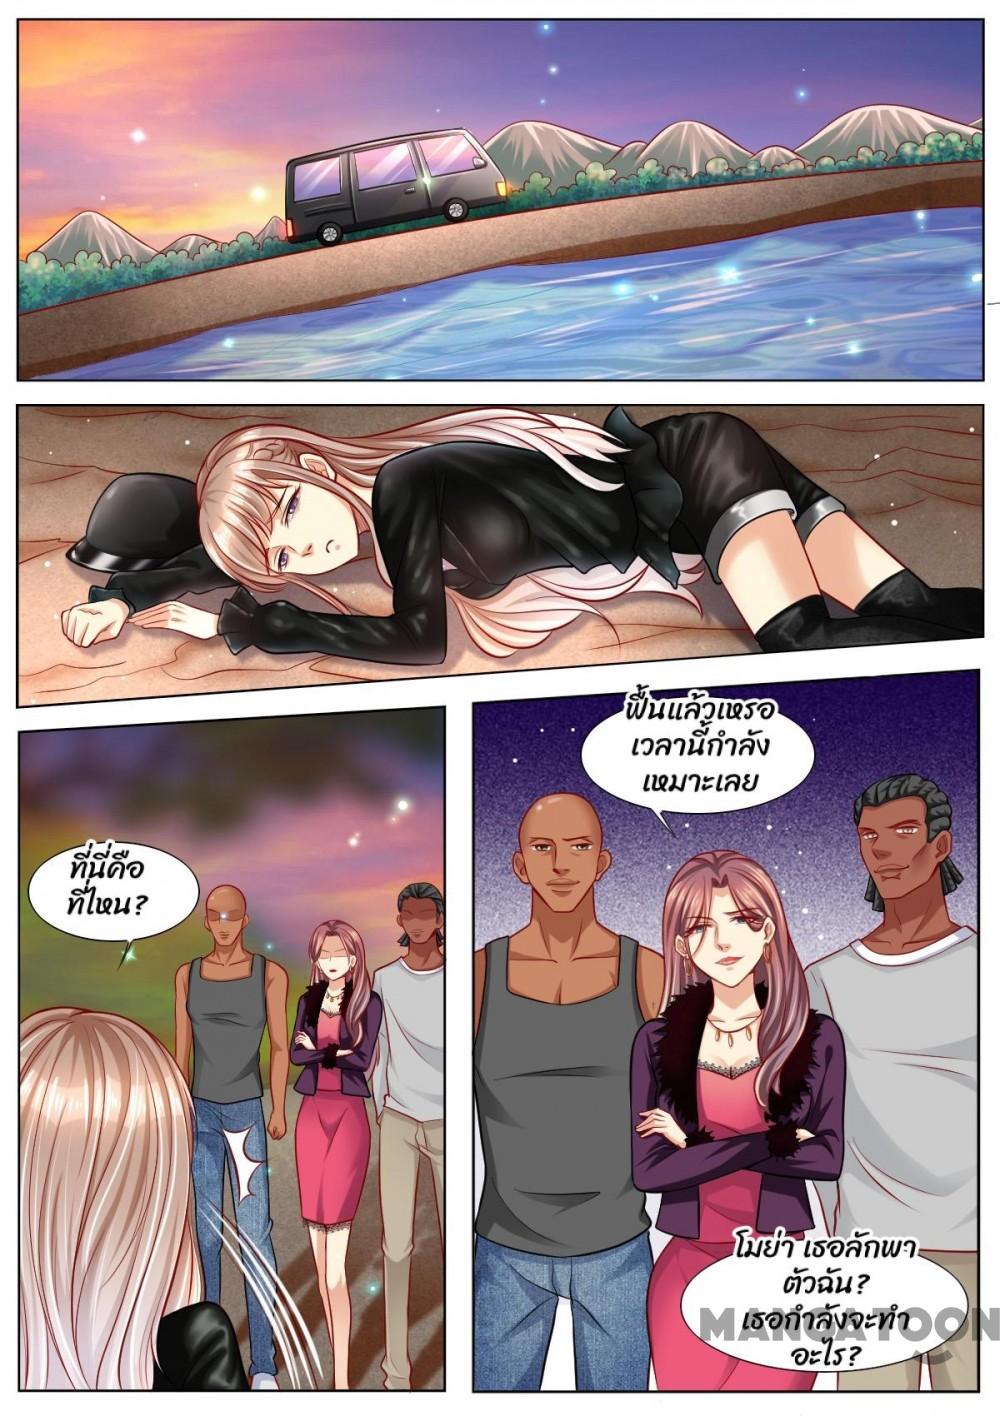 ฟื้นแล้วเหรอ
เวลานี้กำลัง
เหมาะเลย
ที่นี่คือ
ที่ไหน?
โมย่า เธอลักพา
ตัวฉัน?
เธอกำลังจะทำ
อะไร?
MANGATOON